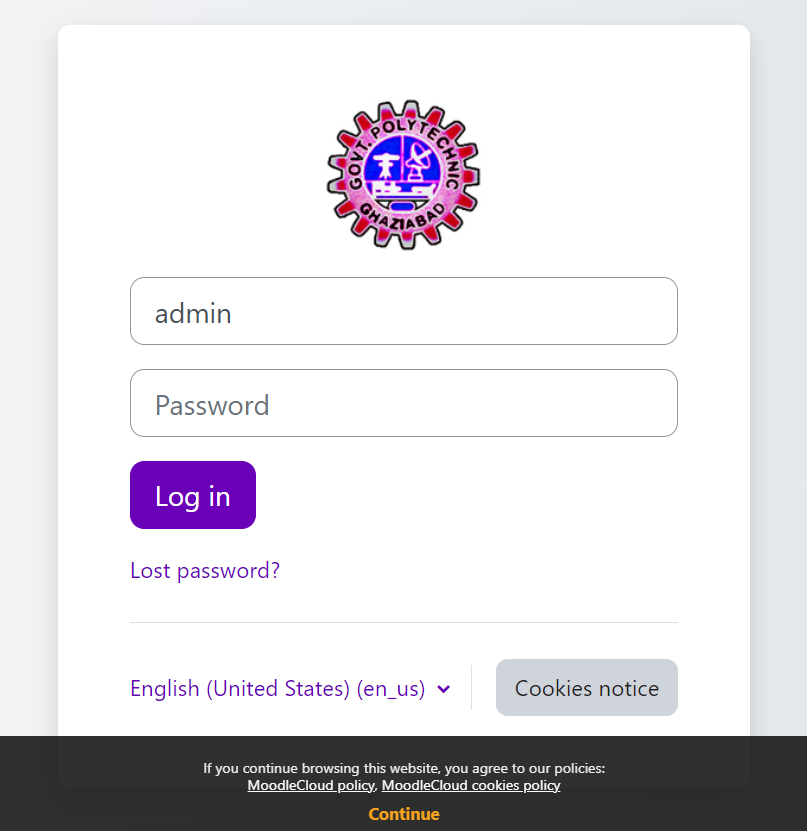 GOVT. POLYTECHNIC
GHAZIABAD
admin
Password
Log in
Lost password?
English (United States) (en_us)
Cookies notice
If you continue browsing this website, you agree to our policies:
MoodleCloud policy, MoodleCloud cookies policy
Continue